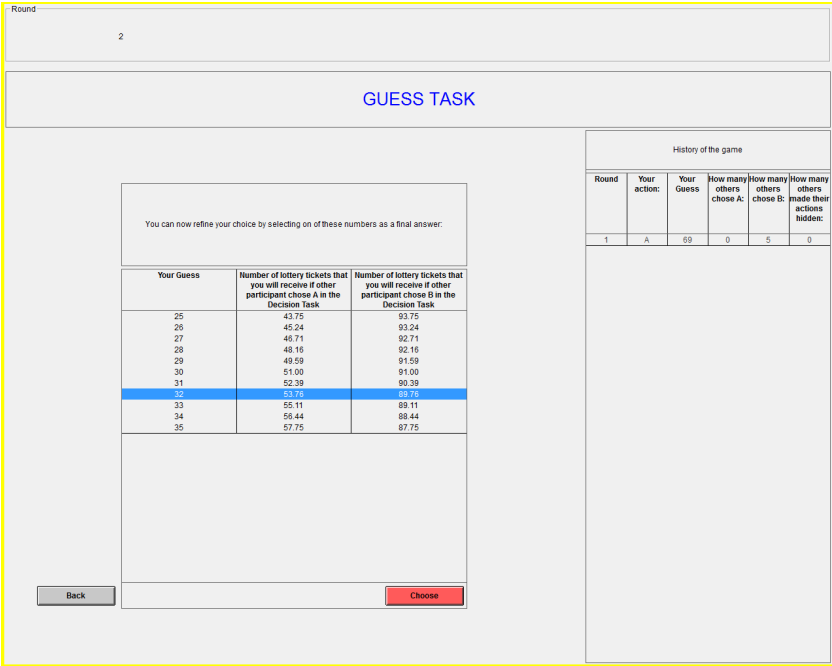 Round
2
GUESS TASK
History of the game
Round Your action: Your Guess How many others chose A: How many others chose B: How many others made their actions hidden:
1 A 69 0 5 0
You can now refine your choice by selecting on of these numbers as a final answer:
Your Guess Number of lottery tickets that you will receive if other participant chose A in the Decision Task Number of lottery tickets that you will receive if other participant chose B in the Decision Task
25 43.75 93.75
26 45.24 93.24
27 46.71 92.71
28 48.16 92.16
29 49.59 91.59
30 51.00 91.00
31 52.39 90.39
32 53.76 89.76
33 55.11 89.11
34 56.44 88.44
35 57.75 87.75
Back
Choose